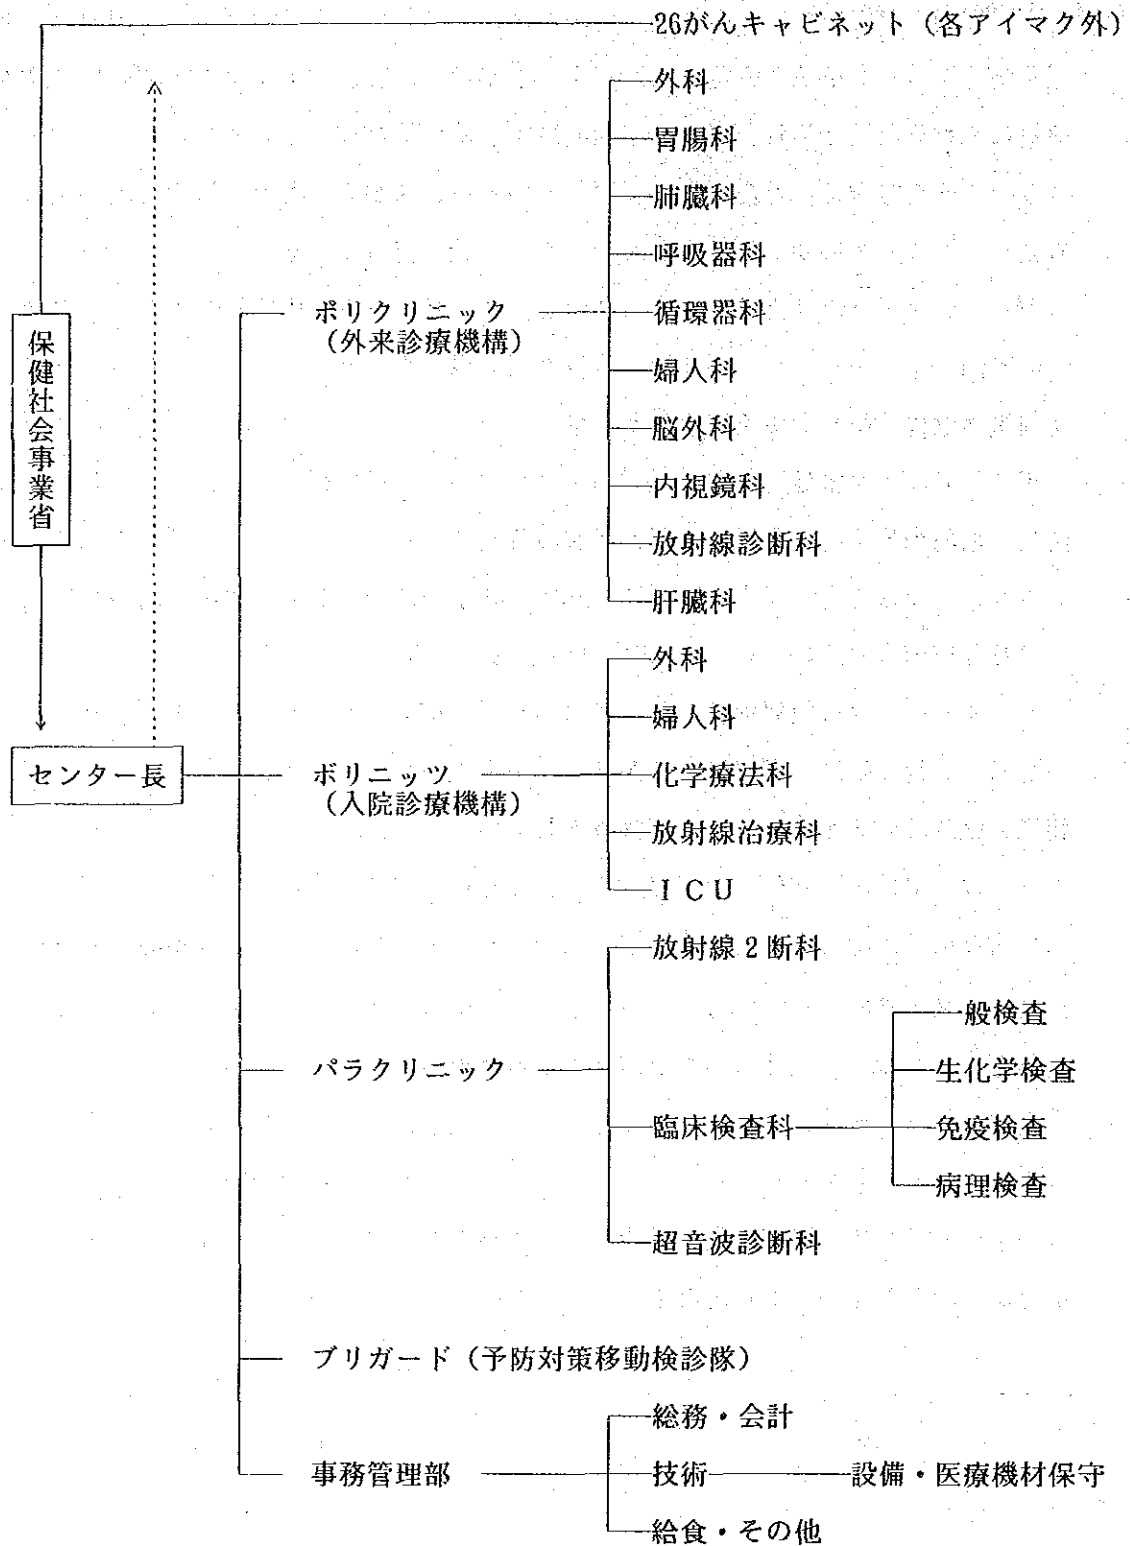 26がんキャビネット（各アイマク外）
外科
胃腸科
肺臓科
呼吸器科
ポリクリニック
（外来診療機構）
循環器科
婦人科
脳外科
内視鏡科
放射線診断科
肝臓科
保健社会事業省
外科
婦人科
センター長
ボリニッツ
（入院診療機構）
化学療法科
放射線治療科
ＩＣＵ
放射線2断科
一般検査
パラクリニック
生化学検査
臨床検査科
免疫検査
病理検査
超音波診断科
ブリガード（予防対策移動検診隊）
総務・会計
事務管理部
技術
設備・医療機材保守
給食・その他